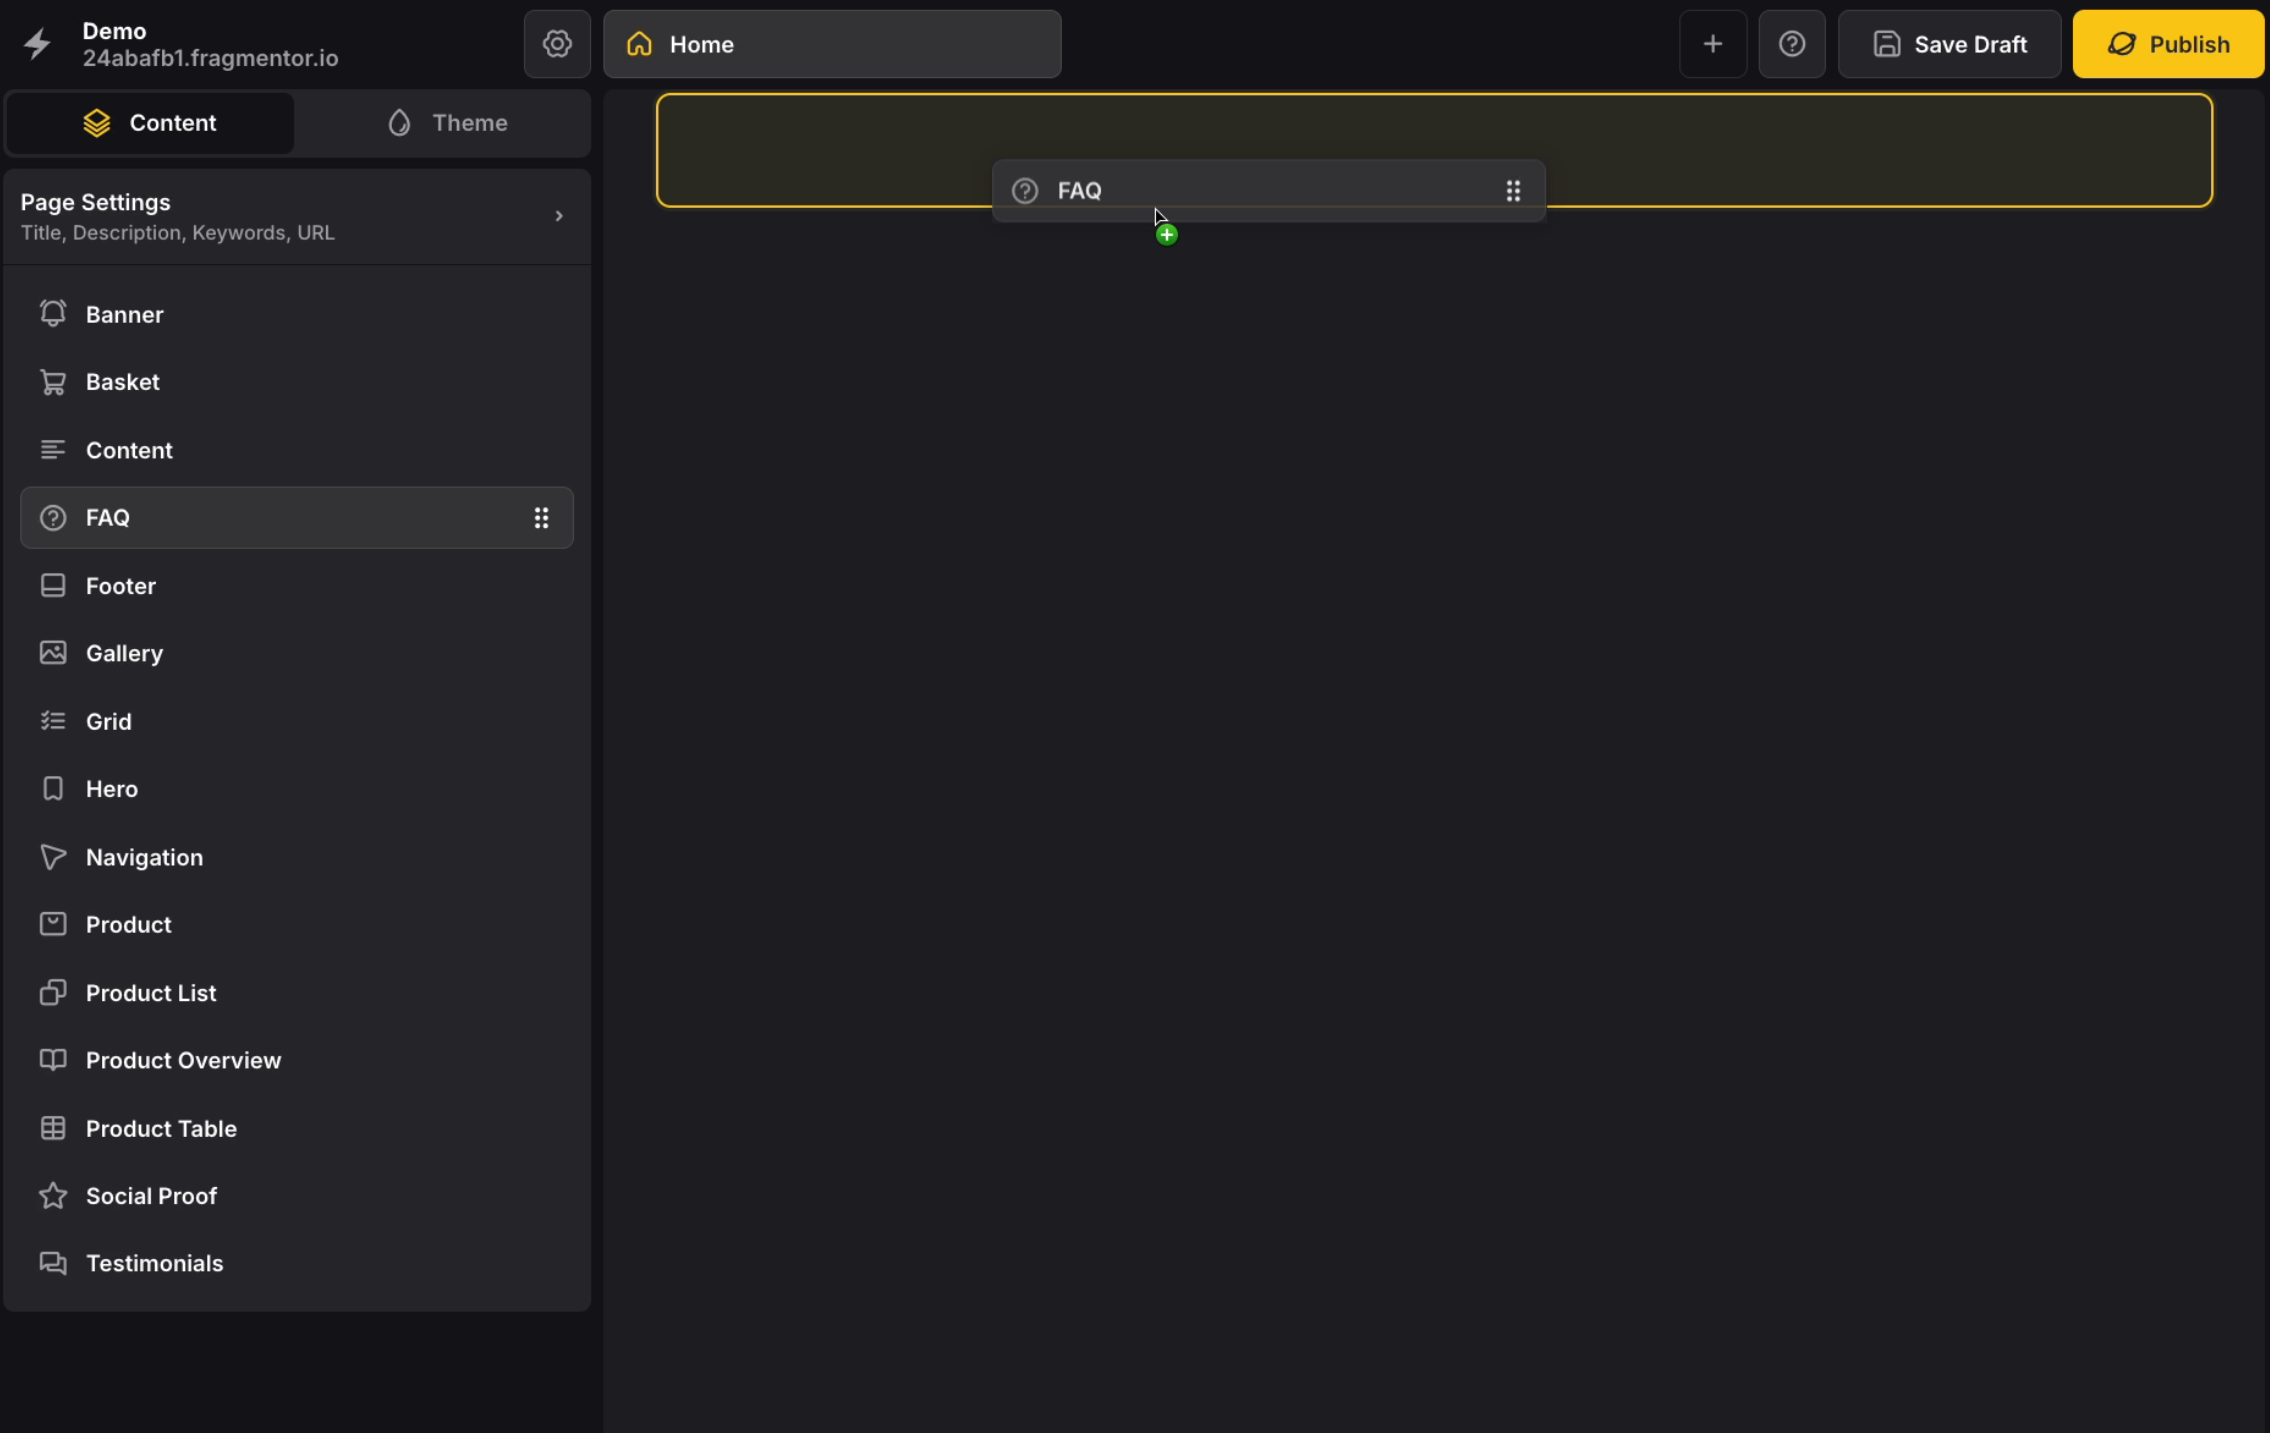 Demo
24abafb1.fragmentor.io
Home
Save Draft
Publish
Content
Theme
Page Settings
Title, Description, Keywords, URL
FAQ
Banner
Basket
Content
FAQ
Footer
Gallery
Grid
Hero
Navigation
Product
Product List
Product Overview
Product Table
Social Proof
Testimonials